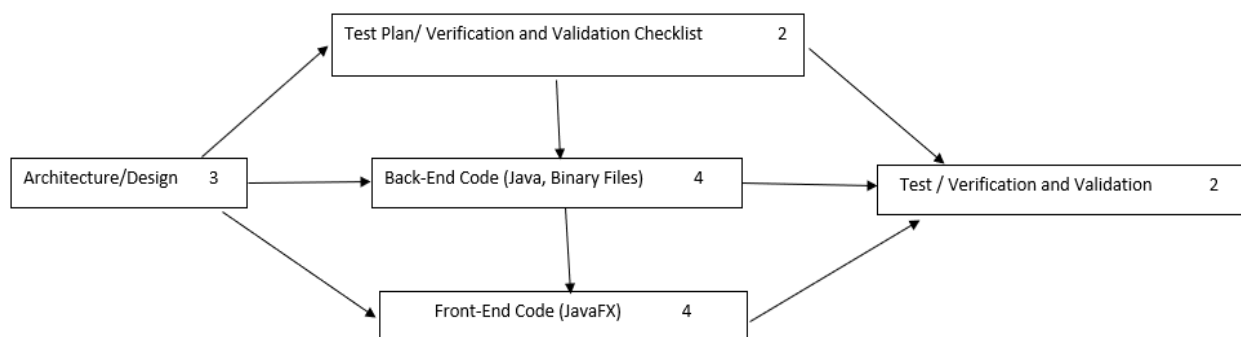 Test Plan/ Verification and Validation Checklist 2
Architecture/Design 3
Back-End Code (Java, Binary Files) 4
Test / Verification and Validation 2
Front-End Code (JavaFX) 4